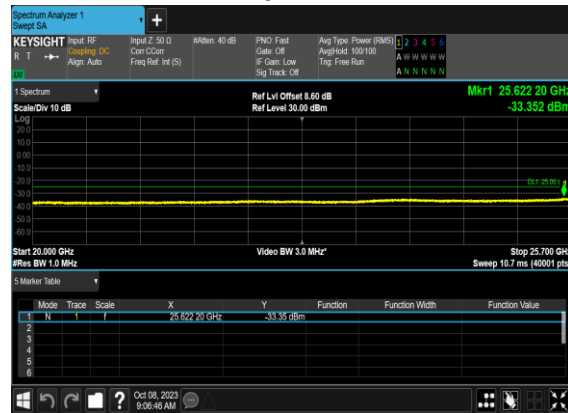 Spectrum Analyzer 1
Swept SA
KEYSIGHT
R T
LXI
Input: RF
Coupling: DC
Align: Auto
Input Z: 50 Ω
Corr CCorr
Freq Ref: Int (S)
#Atten: 40 dB
PNO: Fast
Gate: Off
IF Gain: Low
Sig Track: Off
Avg Type: Power (RMS)
Avg|Hold: 100/100
Trig: Free Run
1 2 3 4 5 6
A W W W W W
A N N N N N
1 Spectrum
Scale/Div 10 dB
Ref Lvl Offset 8.60 dB
Ref Level 30.00 dBm
Mkr1 25.622 20 GHz
-33.352 dBm
Log
20.0
10.0
0.00
-10.0
-20.0
-30.0
-40.0
-50.0
-60.0
DL1 -25.00
1
Start 20.000 GHz
#Res BW 1.0 MHz
Video BW 3.0 MHz*
Stop 25.700 GHz
Sweep 10.7 ms (40001 pts)
5 Marker Table
Mode Trace Scale X Y Function Function Width Function Value
1 N 1 f 25.622 20 GHz -33.35 dBm
2
3
4
5
6
?
Oct 08, 2023
9:06:46 AM